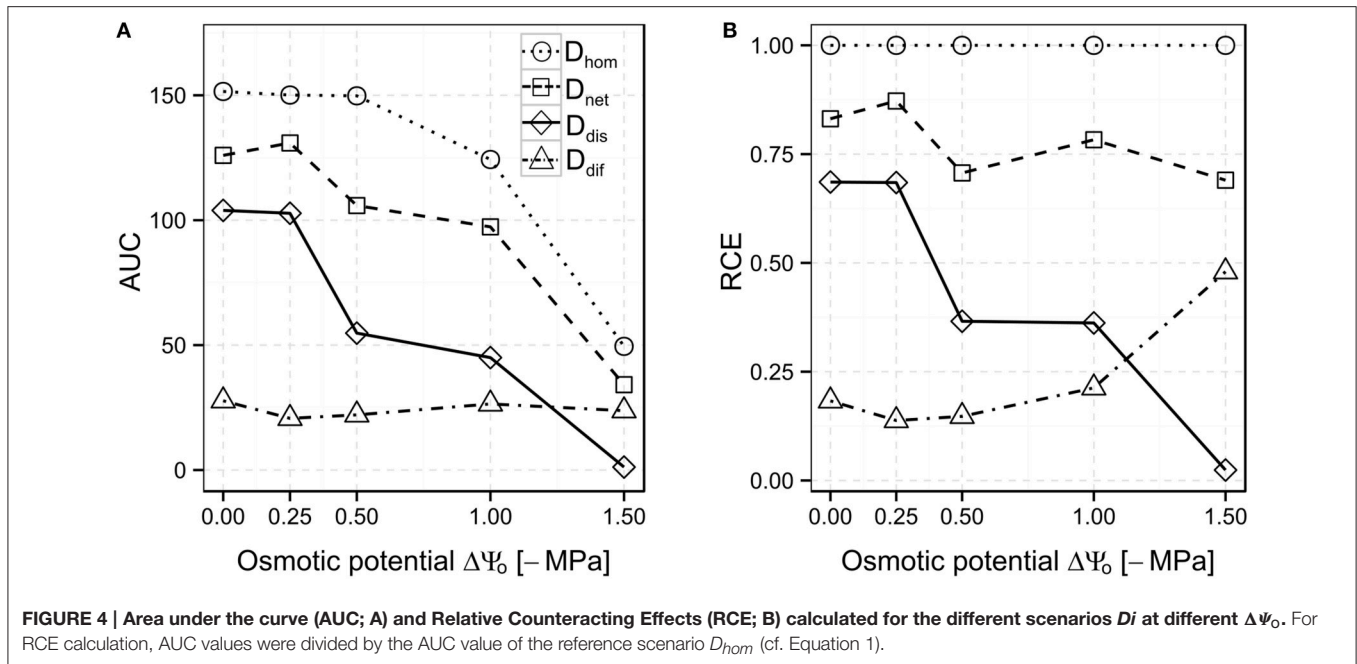 A
D hom
D net
D dis
D dif
150
100
50
0
AUC
0.00 0.25 0.50 1.00 1.50
Osmotic potential ΔΨo [– MPa]
B
1.00
0.75
0.50
0.25
0.00
RCE
0.00 0.25 0.50 1.00 1.50
Osmotic potential ΔΨo [– MPa]
FIGURE 4 | Area under the curve (AUC; A) and Relative Counteracting Effects (RCE; B) calculated for the different scenarios Di at different ΔΨo. For
RCE calculation, AUC values were divided by the AUC value of the reference scenario Dhom (cf. Equation 1).